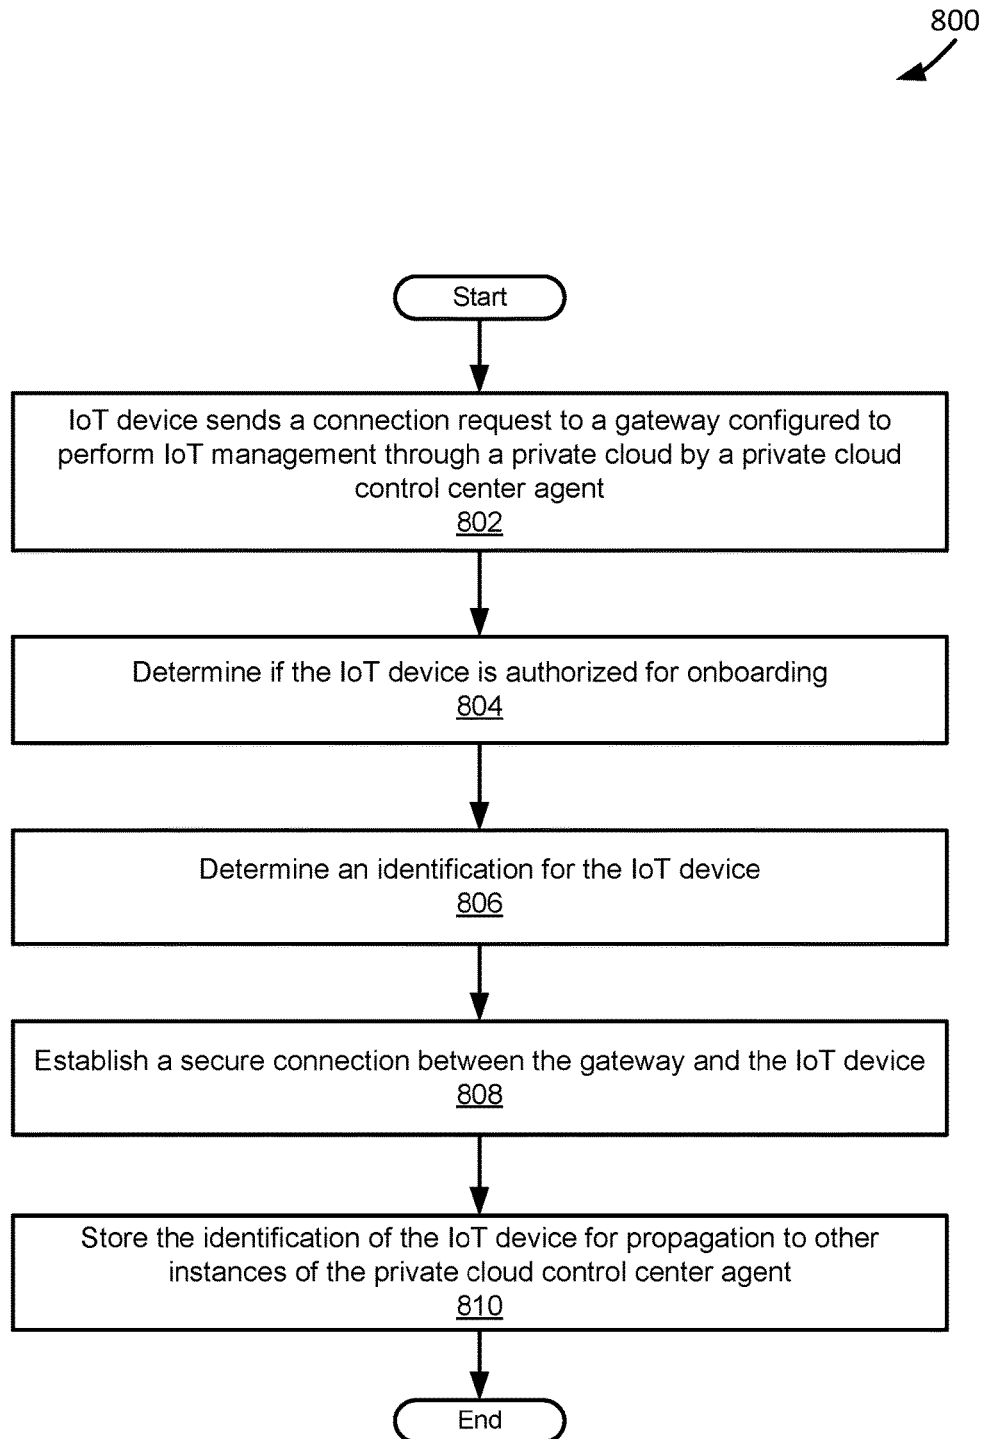 800
Start
IoT device sends a connection request to a gateway configured to
perform IoT management through a private cloud by a private cloud
control center agent
802
Determine if the IoT device is authorized for onboarding
804
Determine an identification for the IoT device
806
Establish a secure connection between the gateway and the IoT device
808
Store the identification of the IoT device for propagation to other
instances of the private cloud control center agent
810
End